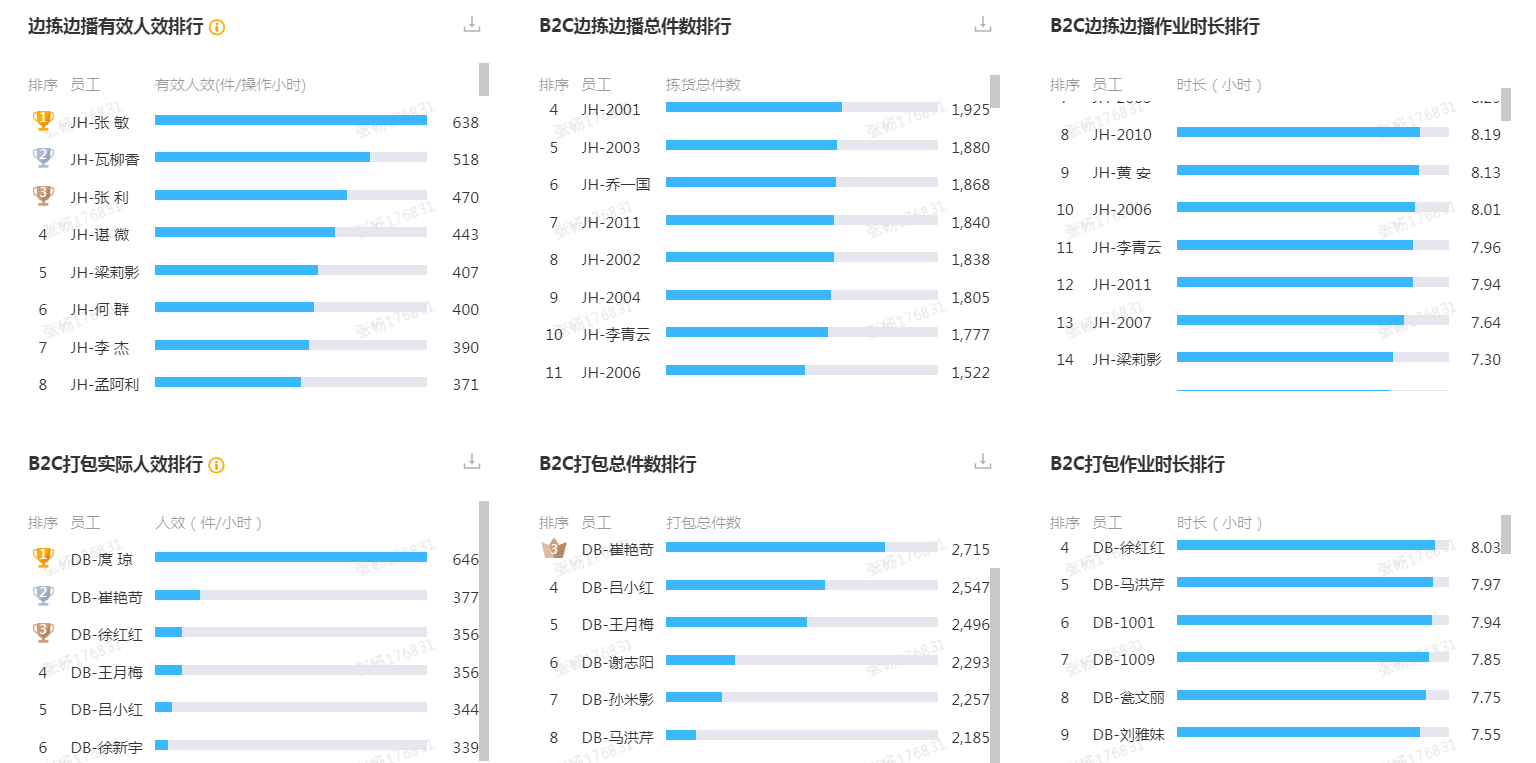 边拣边播有效人效排行
排序 员工 有效人效(件/操作小时)
1 JH-张 敏 638
2 JH-瓦柳香 518
3 JH-张 利 470
4 JH-谌 微 443
5 JH-梁莉影 407
6 JH-何 群 400
7 JH-李 杰 390
8 JH-孟阿利 371
B2C边拣边播总件数排行
排序 员工 拣货总件数
4 JH-2001 1,925
5 JH-2003 1,880
6 JH-乔一国 1,868
7 JH-2011 1,840
8 JH-2002 1,838
9 JH-2004 1,805
10 JH-李青云 1,777
11 JH-2006 1,522
B2C边拣边播作业时长排行
排序 员工 时长（小时）
8 JH-2010 8.19
9 JH-黄 安 8.13
10 JH-2006 8.01
11 JH-李青云 7.96
12 JH-2011 7.94
13 JH-2007 7.64
14 JH-梁莉影 7.30
B2C打包实际人效排行
排序 员工 人效（件/小时）
1 DB-庹 琼 646
2 DB-崔艳苛 377
3 DB-徐红红 356
4 DB-王月梅 356
5 DB-吕小红 344
6 DB-徐新宇 339
B2C打包总件数排行
排序 员工 打包总件数
3 DB-崔艳苛 2,715
4 DB-吕小红 2,547
5 DB-王月梅 2,496
6 DB-谢志阳 2,293
7 DB-孙米影 2,257
8 DB-马洪芹 2,185
B2C打包作业时长排行
排序 员工 时长（小时）
4 DB-徐红红 8.03
5 DB-马洪芹 7.97
6 DB-1001 7.94
7 DB-1009 7.85
8 DB-瓮文丽 7.75
9 DB-刘雅妹 7.55
张杨176831